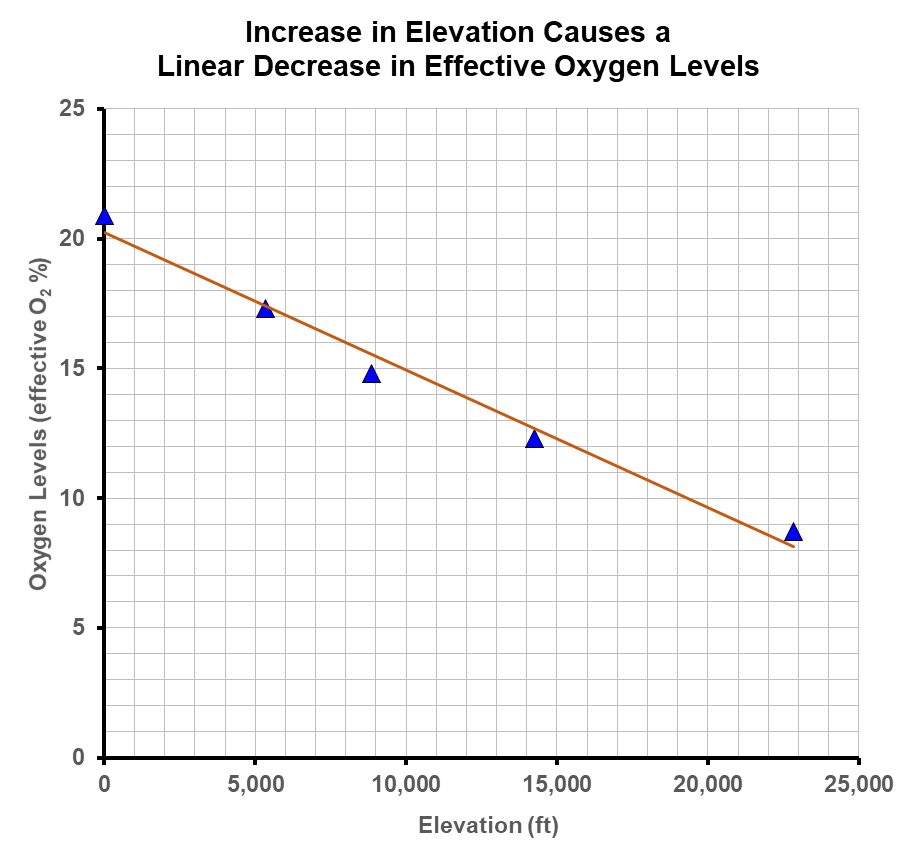 Increase in Elevation Causes a
Linear Decrease in Effective Oxygen Levels
Oxygen Levels (effective O₂ %)
25
20
15
10
5
0
0 5,000 10,000 15,000 20,000 25,000
Elevation (ft)